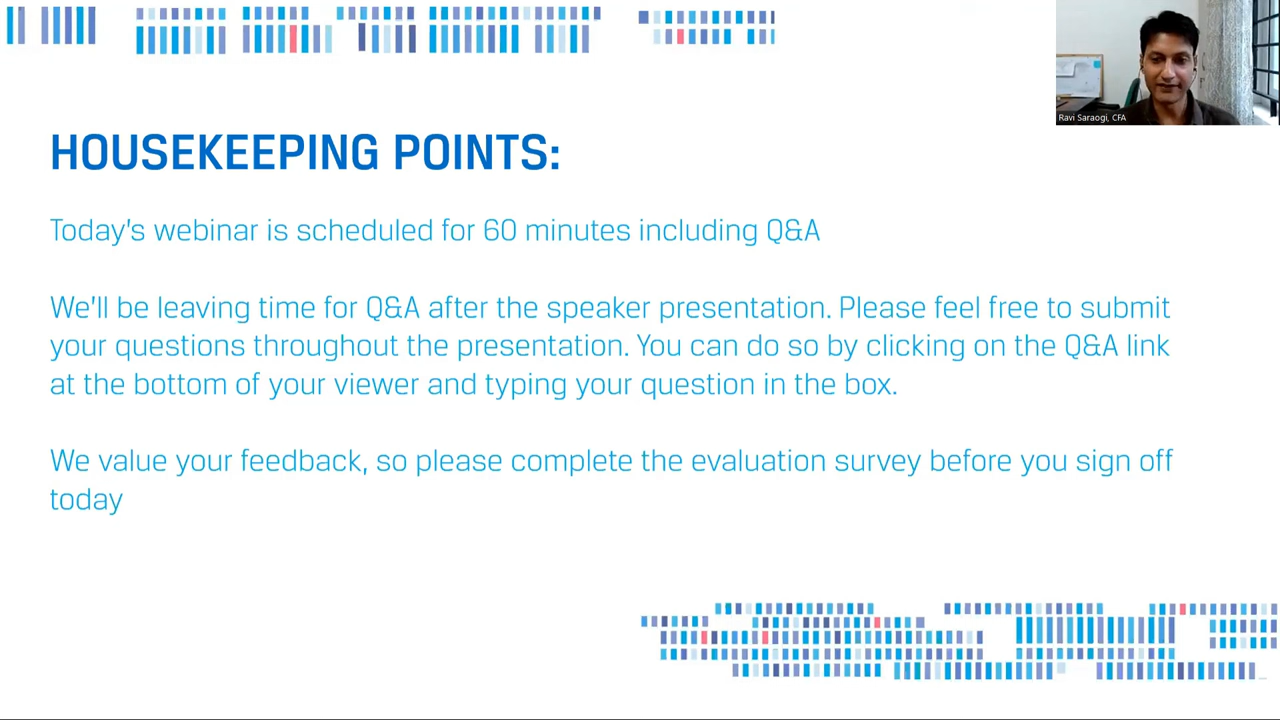 Ravi Saraogi, CFA
HOUSEKEEPING POINTS:
Today's webinar is scheduled for 60 minutes including Q&A
We'll be leaving time for Q&A after the speaker presentation. Please feel free to submit
your questions throughout the presentation. You can do so by clicking on the Q&A link
at the bottom of your viewer and typing your question in the box.
We value your feedback, so please complete the evaluation survey before you sign off
today